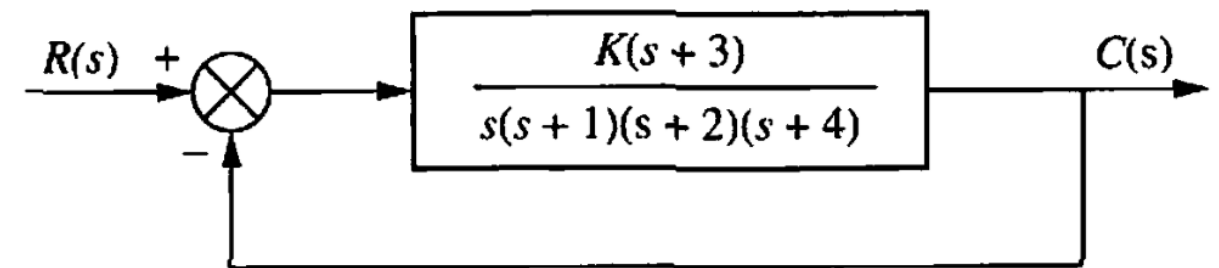 R(s) + K(s + 3) C(s)
s(s + 1)(s + 2)(s + 4)
−